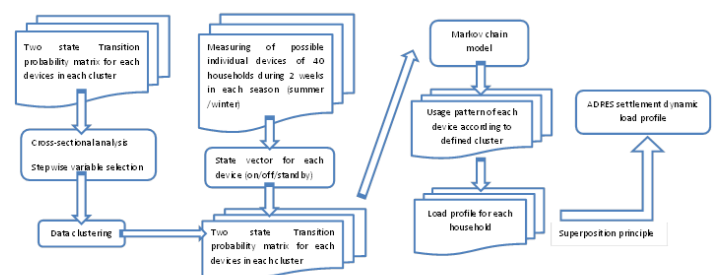 Two state Transition
probability matrix for each
devices in each cluster
Cross-sectional analysis
Stepwise variable selection
Data clustering
Measuring of possible
individual devices of 40
households during 2 weeks
in each season (summer
/winter)
State vector for each
device (on/off/standby)
Two state Transition
probability matrix for each
devices in each cluster
Markov chain
model
Usage pattern of each
device according to
defined cluster
Load profile for each
household
Superposition principle
ADRES settlement dynamic
load profile